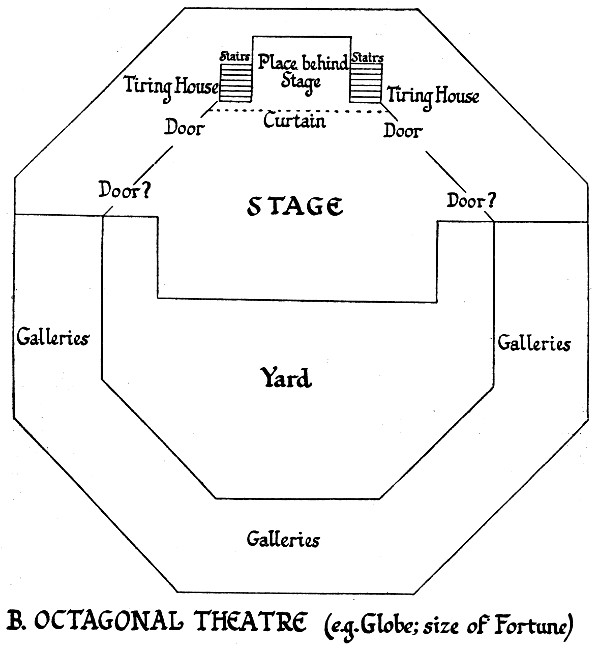 Stairs
Place behind
Stage
Stairs
Tiring House
Tiring House
Door
Curtain
Door
Door?
STAGE
Door?
Galleries
Yard
Galleries
Galleries
B. OCTAGONAL THEATRE (e.g. Globe; size of Fortune)